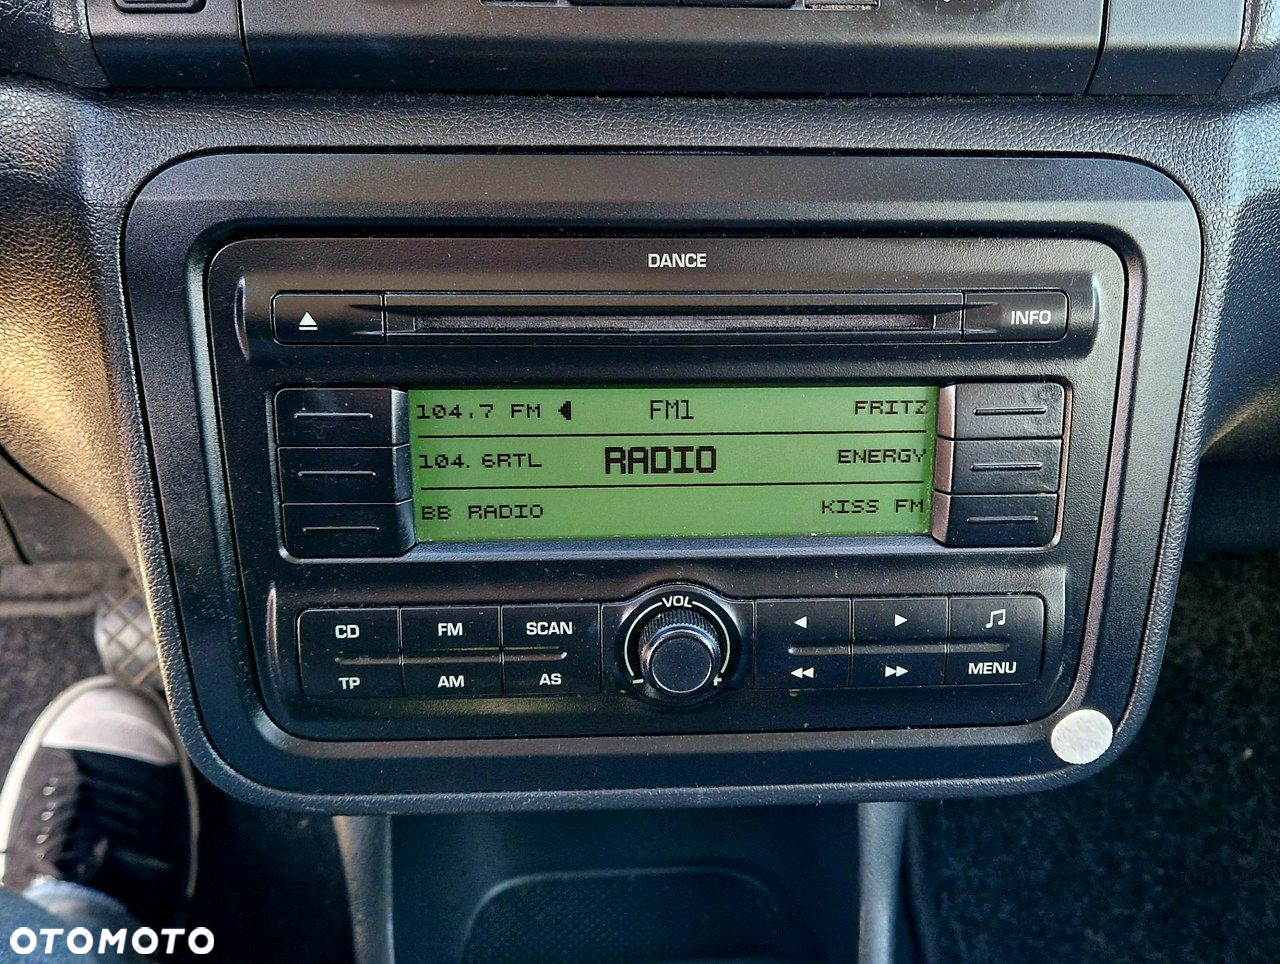 DANCE
INFO
104.7 FM FM1 FRITZ
104.6RTL RADIO ENERGY
BB RADIO KISS FM
CD FM SCAN VOL
TP AM AS - + MENU
OTOMOTO